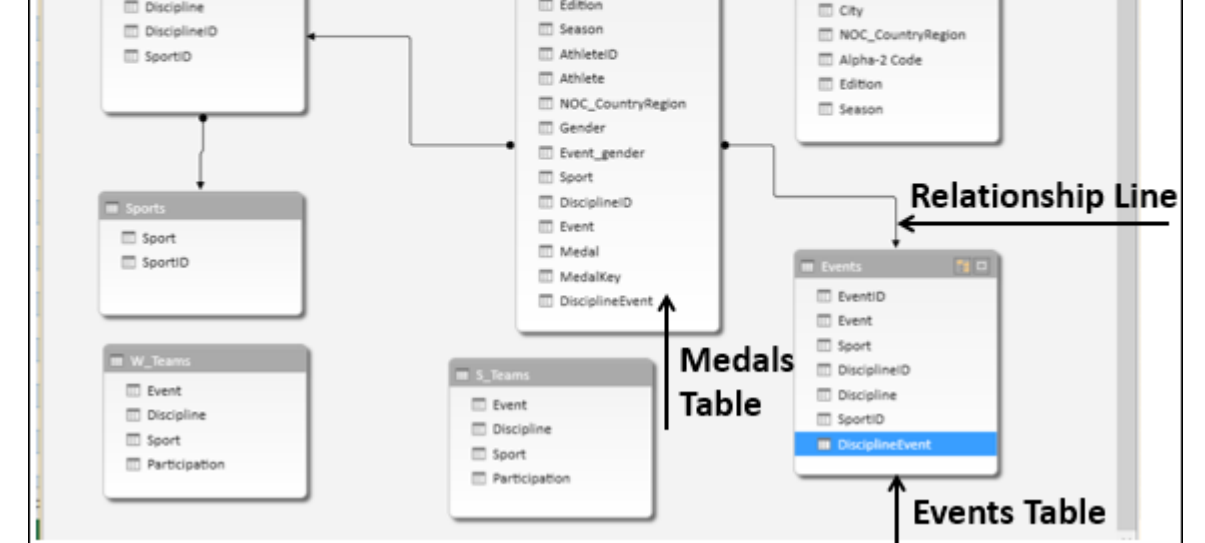 Discipline
DisciplineID
SportID
Edition
Season
AthleteID
Athlete
NOC_CountryRegion
Gender
Event_gender
Sport
DisciplineID
Event
Medal
MedalKey
DisciplineEvent
City
NOC_CountryRegion
Alpha-2 Code
Edition
Season
Relationship Line
Sports
Sport
SportID
Events
EventID
Event
Sport
DisciplineID
Discipline
SportID
DisciplineEvent
W_Teams
Event
Discipline
Sport
Participation
S_Teams
Event
Discipline
Sport
Participation
Medals
Table
Events Table